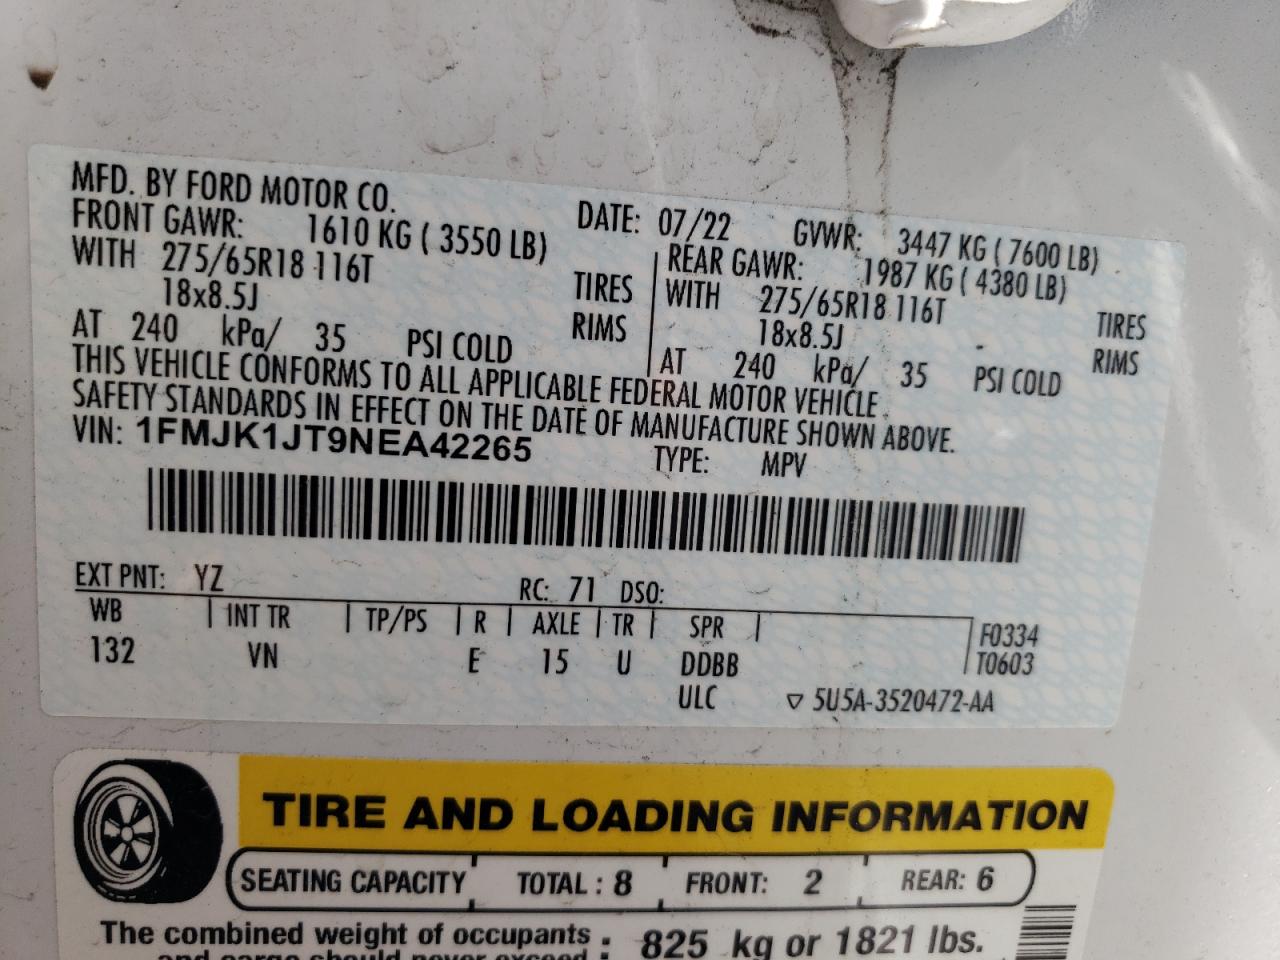 MFD. BY FORD MOTOR CO.
DATE: 07/22 GVWR: 3447 KG ( 7600 LB)
FRONT GAWR: 1610 KG ( 3550 LB)
WITH 275/65R18 116T TIRES
18x8.5J RIMS
AT 240 kPa/ 35 PSI COLD
REAR GAWR: 1987 KG ( 4380 LB)
WITH 275/65R18 116T TIRES
18x8.5J RIMS
AT 240 kPa/ 35 PSI COLD
THIS VEHICLE CONFORMS TO ALL APPLICABLE FEDERAL MOTOR VEHICLE
SAFETY STANDARDS IN EFFECT ON THE DATE OF MANUFACTURE SHOWN ABOVE.
VIN: 1FMJK1JT9NEA42265 TYPE: MPV
EXT PNT: YZ RC: 71 DSO:
WB INT TR TP/PS R AXLE TR SPR F0334
132 VN E 15 U DDBB T0603
ULC ▽ 5U5A-3520472-AA
TIRE AND LOADING INFORMATION
SEATING CAPACITY TOTAL : 8 FRONT: 2 REAR: 6
The combined weight of occupants : 825 kg or 1821 lbs.
and cargo should never exceed